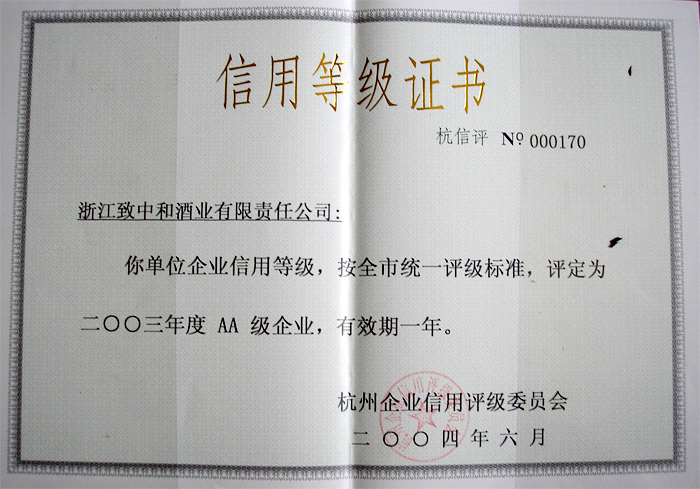 信用等级证书
杭信评 № 000170
浙江致中和酒业有限责任公司:
你单位企业信用等级，按全市统一评级标准，评定为
二〇〇三年度 AA 级企业，有效期一年。
杭州企业信用评级委员会
二〇〇四年六月